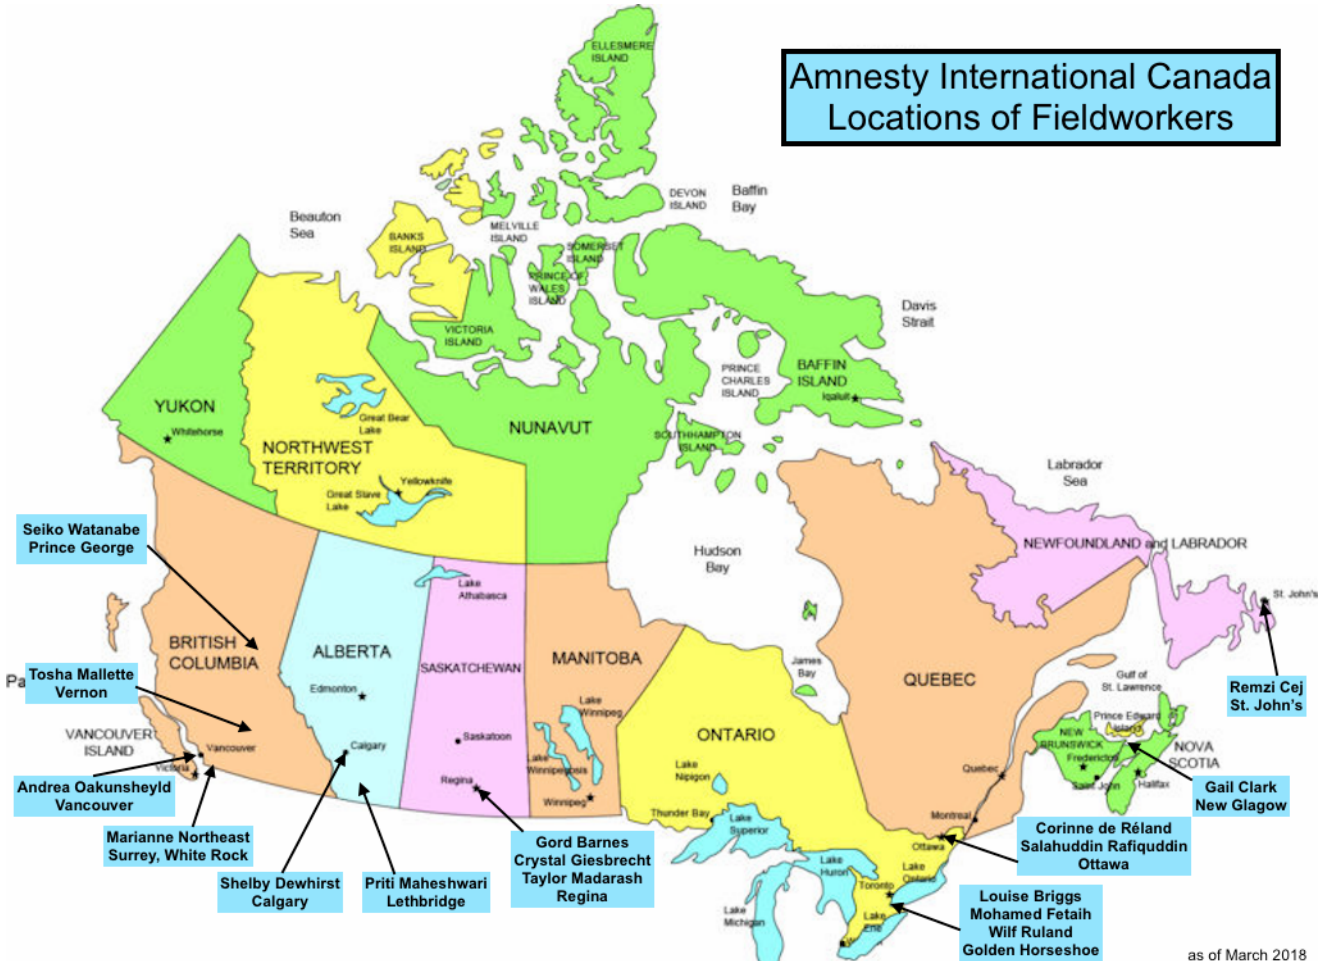 Amnesty International Canada
Locations of Fieldworkers
ELLESMERE
ISLAND
DEVON
ISLAND
Baffin
Bay
Beauton
Sea
BANKS
ISLAND
MELVILLE
ISLAND
SOMERSET
ISLAND
PRINCE OF
WALES
ISLAND
VICTORIA
ISLAND
Davis
Strait
PRINCE
CHARLES
ISLAND
BAFFIN
ISLAND
Iqaluit
YUKON
Whitehorse
Great Bear
Lake
NORTHWEST
TERRITORY
NUNAVUT
SOUTHHAMPTON
ISLAND
Great Slave
Lake
Yellowknife
Labrador
Sea
Hudson
Bay
NEWFOUNDLAND and LABRADOR
Seiko Watanabe
Prince George
Lake
Athabasca
St. John's
BRITISH
COLUMBIA
ALBERTA
SASKATCHEWAN
MANITOBA
James
Bay
QUEBEC
Gulf of
St. Lawrence
Remzi Cej
St. John's
Pa
Tosha Mallette
Vernon
Edmonton
Lake
Winnipeg
Prince Edward
Island
VANCOUVER
ISLAND
Vancouver
Victoria
Calgary
Saskatoon
Regina
Lake
Winnipegosis
Winnipeg
ONTARIO
Lake
Nipigon
Thunder Bay
Lake
Superior
Quebec
Montreal
NEW
BRUNSWICK
Fredericton
Saint John
Halifax
NOVA
SCOTIA
Andrea Oakunsheyld
Vancouver
Gail Clark
New Glagow
Marianne Northeast
Surrey, White Rock
Shelby Dewhirst
Calgary
Priti Maheshwari
Lethbridge
Gord Barnes
Crystal Giesbrecht
Taylor Madarash
Regina
Ottawa
Corinne de Réland
Salahuddin Rafiquddin
Ottawa
Lake
Huron
Lake
Ontario
Toronto
Lake
Michigan
Lake
Erie
Louise Briggs
Mohamed Fetaih
Wilf Ruland
Golden Horseshoe
as of March 2018